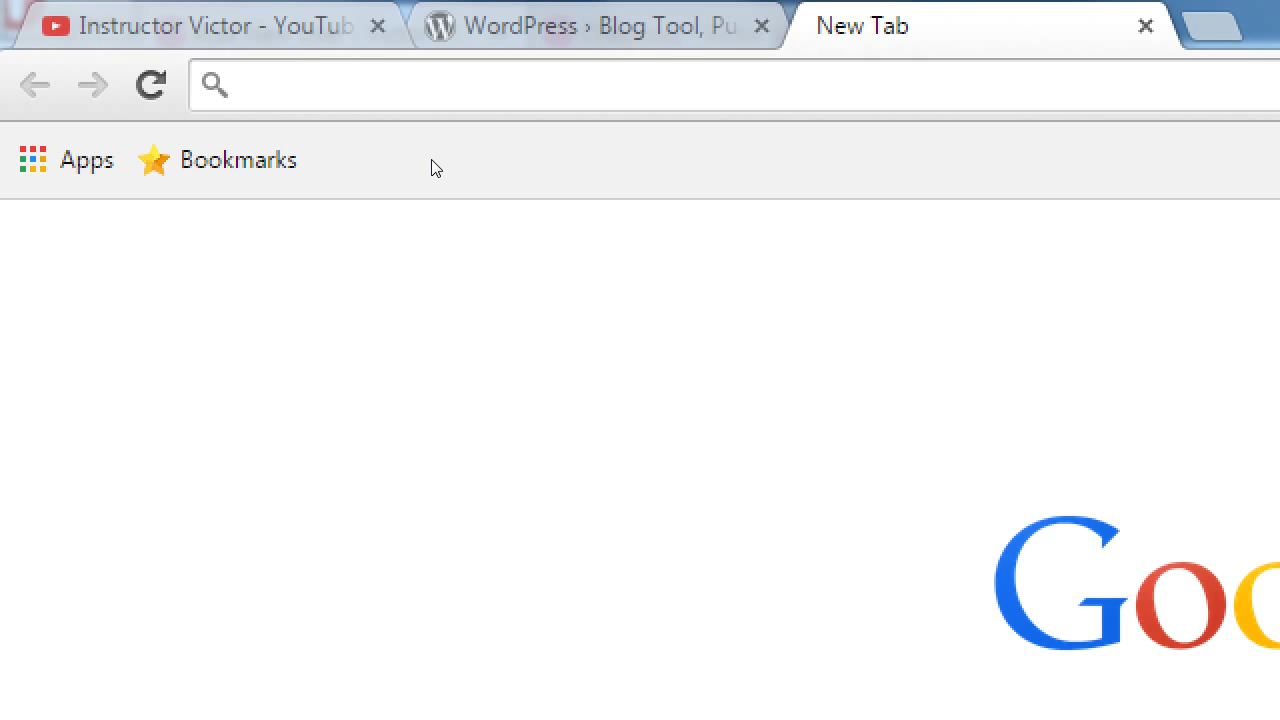 Instructor Victor - YouTub
WordPress › Blog Tool, Pu
New Tab
Apps
Bookmarks
Goo